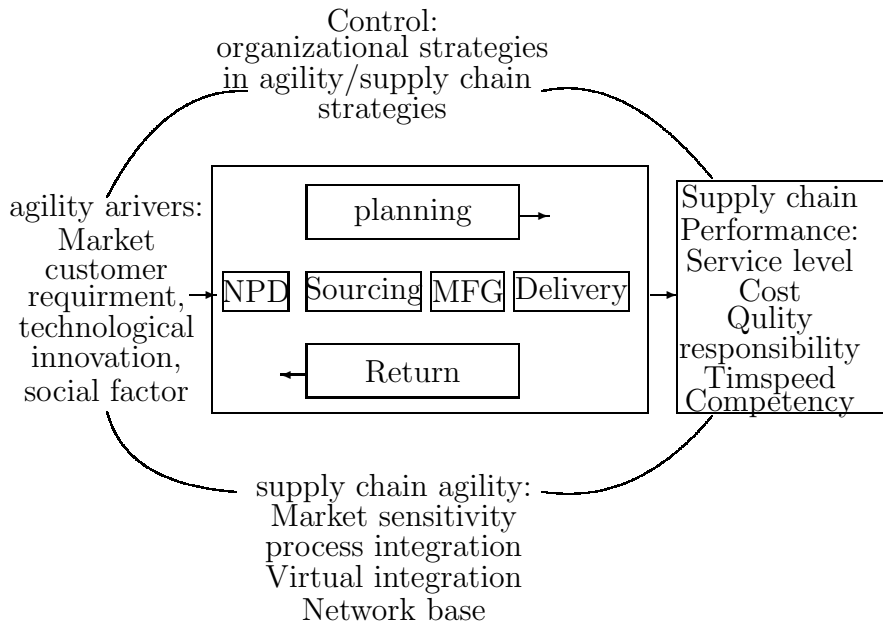 Control:
organizational strategies
in agility/supply chain
strategies
agility arivers:
Market
customer
requirment,
technological
innovation,
social factor
planning
NPD
Sourcing
MFG
Delivery
Return
Supply chain
Performance:
Service level
Cost
Qulity
responsibility
Timspeed
Competency
supply chain agility:
Market sensitivity
process integration
Virtual integration
Network base